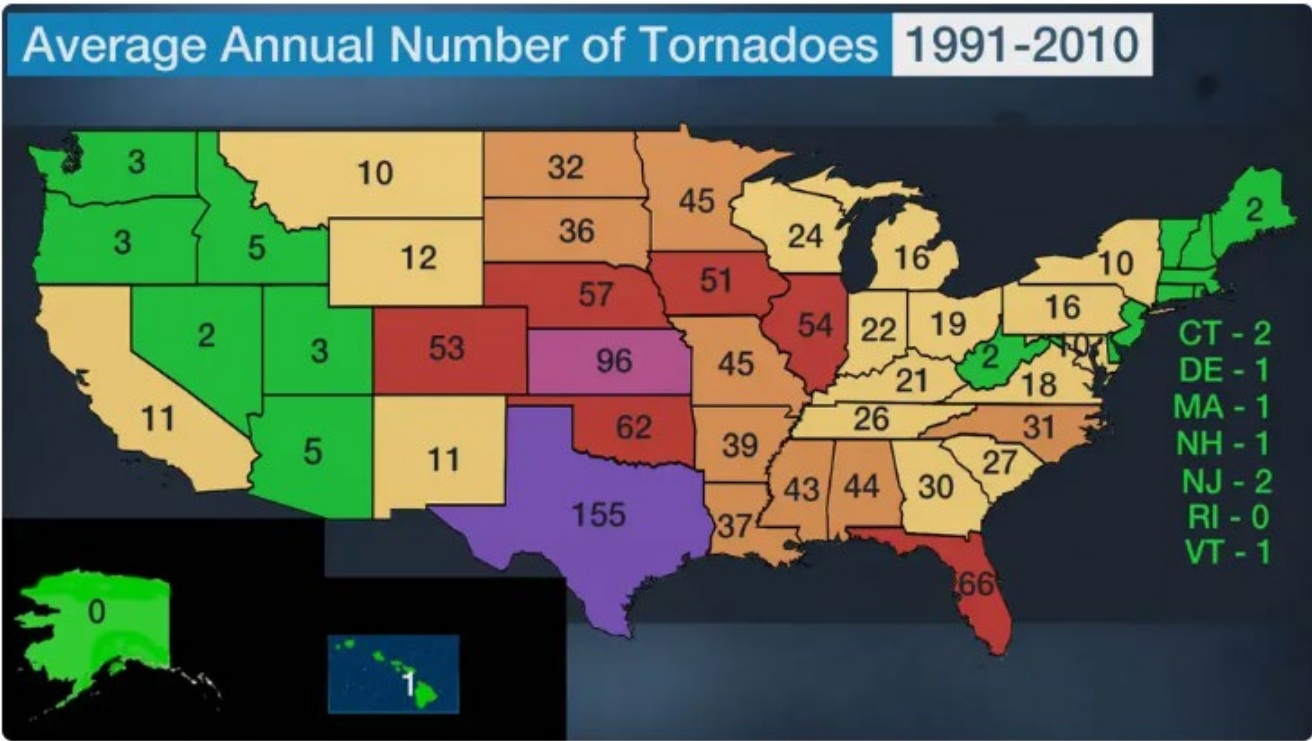 Average Annual Number of Tornadoes 1991-2010
3 10 32 45 2
3 5 12 36 24 16 10
57 51 16
2 3 53 96 45 54 22 19 2 10
21 18
11 5 11 62 39 26 31
155 37 43 44 30 27
66
CT - 2
DE - 1
MA - 1
NH - 1
NJ - 2
RI - 0
VT - 1
0
1